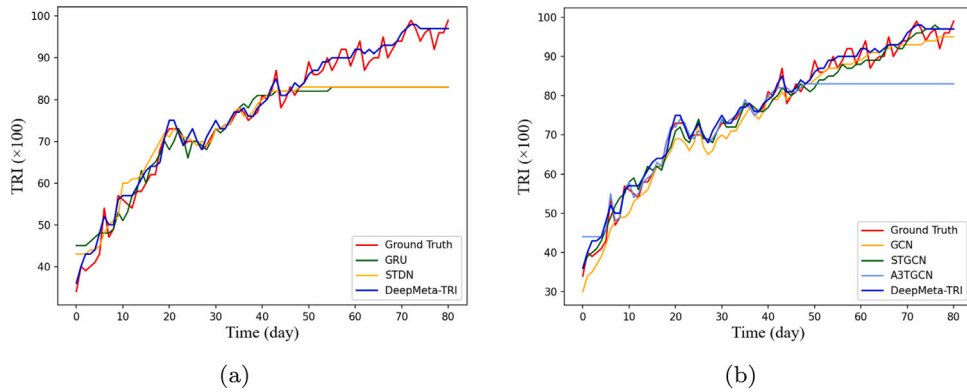 100
90
80
70
60
50
40
TRI (×100)
0 10 20 30 40 50 60 70 80
Time (day)
Ground Truth
GRU
STDN
DeepMeta-TRI
(a)
100
90
80
70
60
50
40
30
TRI (×100)
0 10 20 30 40 50 60 70 80
Time (day)
Ground Truth
GCN
STGCN
A3TGCN
DeepMeta-TRI
(b)